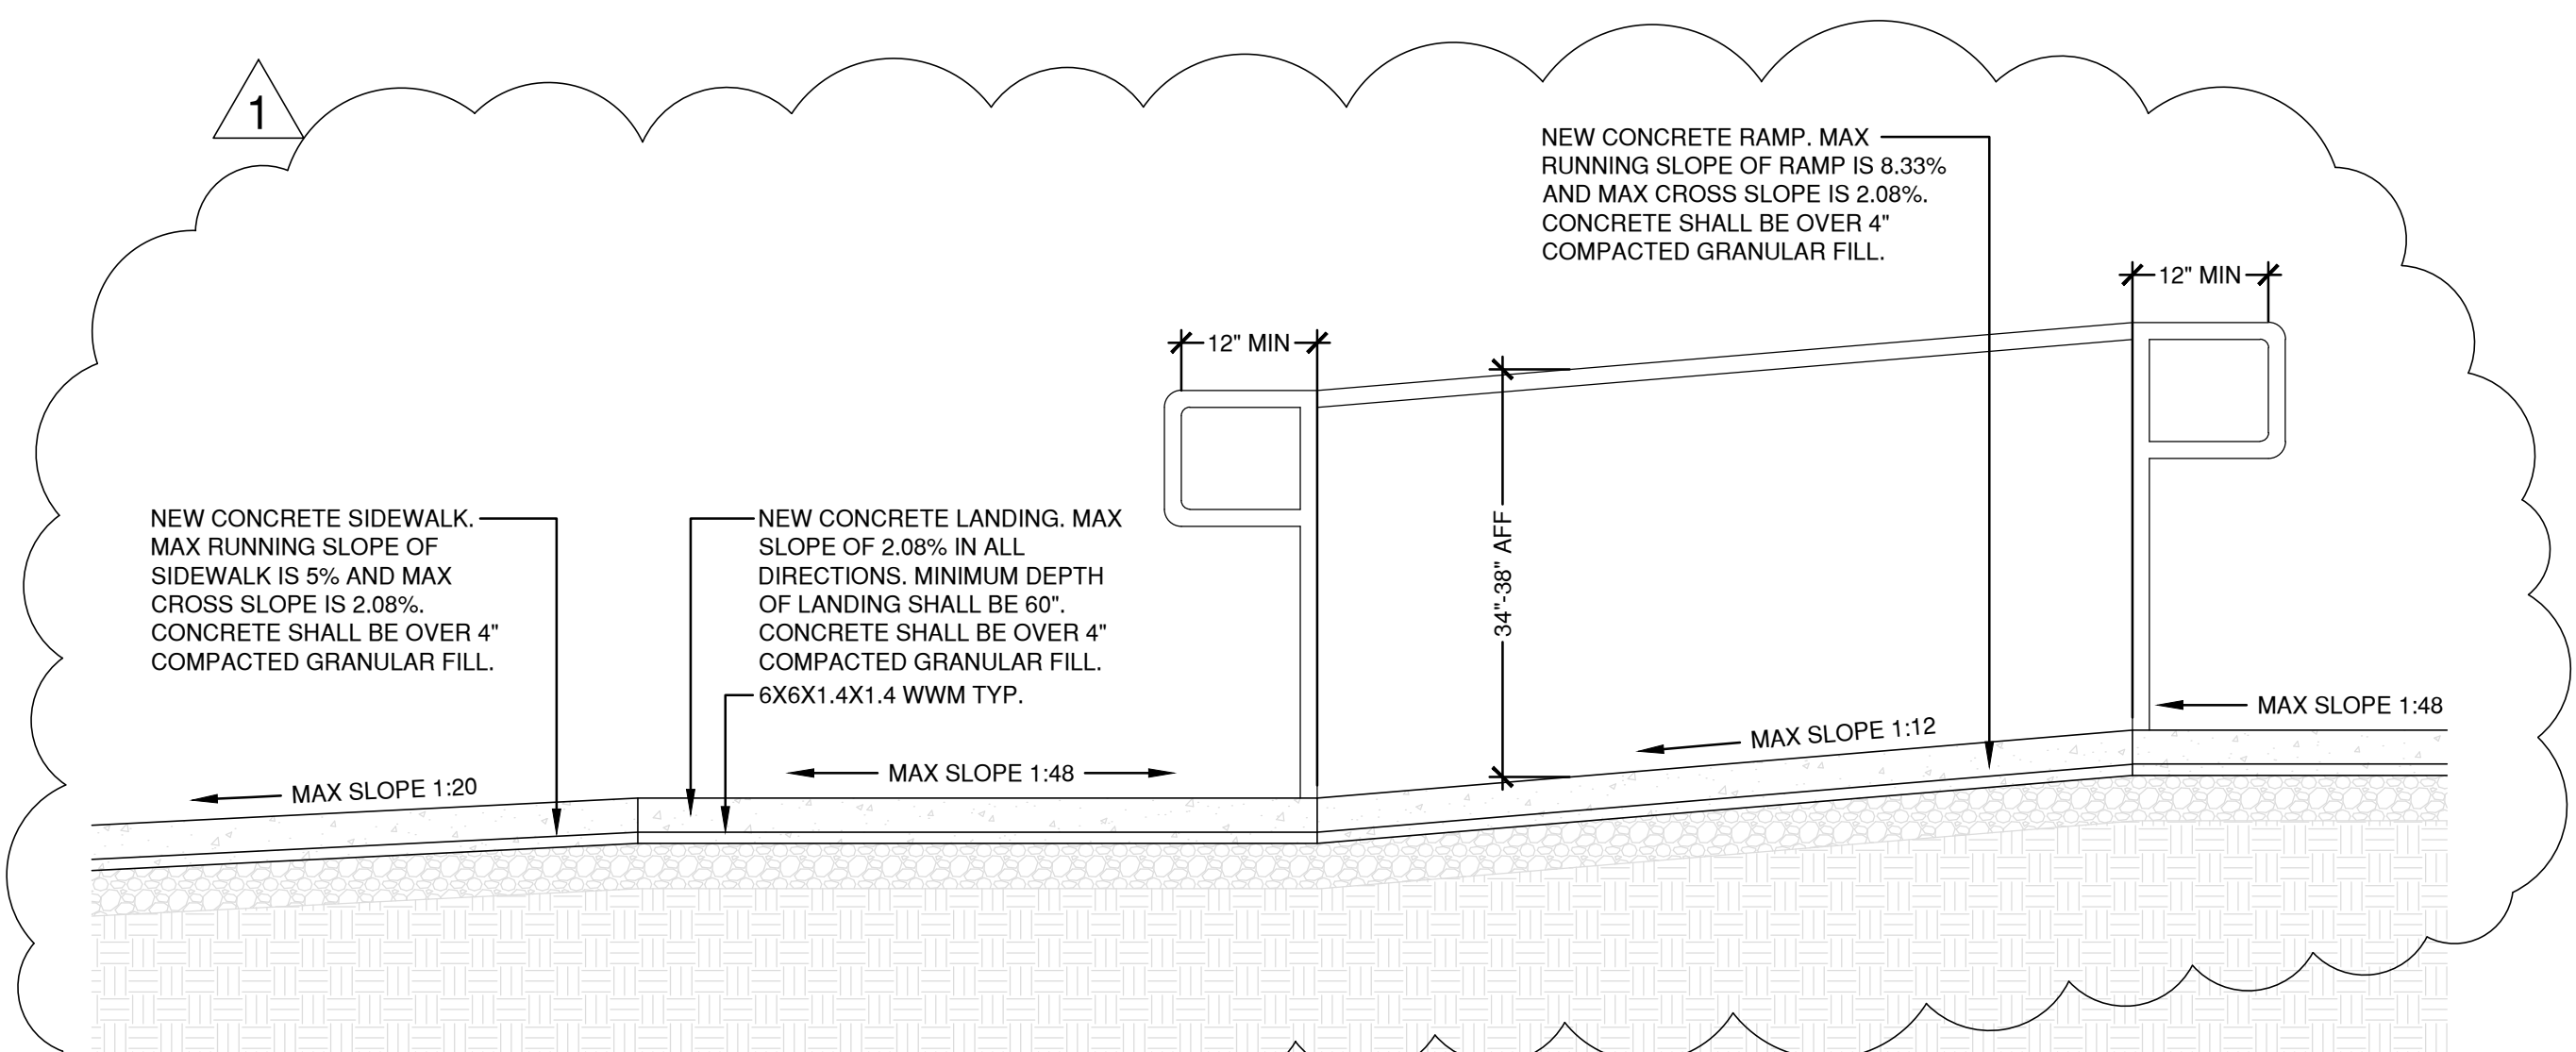 1
NEW CONCRETE RAMP. MAX
RUNNING SLOPE OF RAMP IS 8.33%
AND MAX CROSS SLOPE IS 2.08%.
CONCRETE SHALL BE OVER 4"
COMPACTED GRANULAR FILL.
12" MIN
12" MIN
34"-38" AFF
NEW CONCRETE SIDEWALK.
MAX RUNNING SLOPE OF
SIDEWALK IS 5% AND MAX
CROSS SLOPE IS 2.08%.
CONCRETE SHALL BE OVER 4"
COMPACTED GRANULAR FILL.
NEW CONCRETE LANDING. MAX
SLOPE OF 2.08% IN ALL
DIRECTIONS. MINIMUM DEPTH
OF LANDING SHALL BE 60".
CONCRETE SHALL BE OVER 4"
COMPACTED GRANULAR FILL.
6X6X1.4X1.4 WWM TYP.
MAX SLOPE 1:20
MAX SLOPE 1:48
MAX SLOPE 1:12
MAX SLOPE 1:48